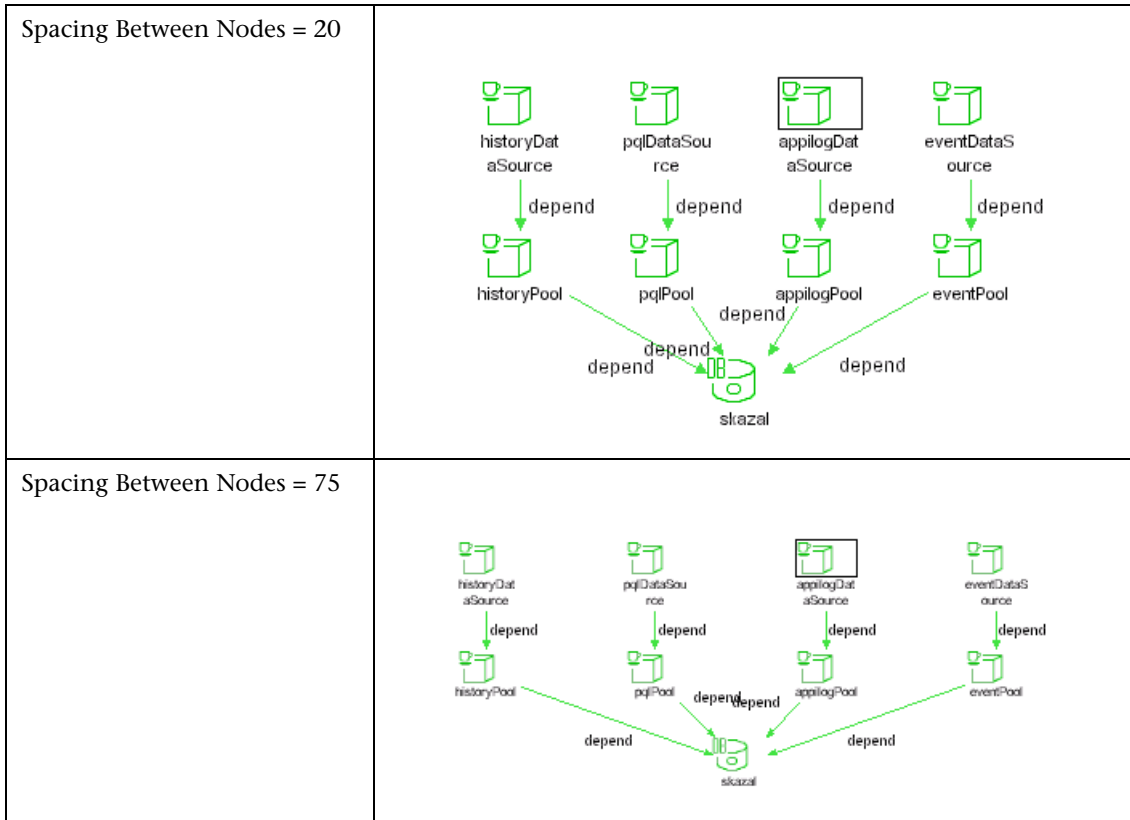 Spacing Between Nodes = 20
historyDat
aSource
pqlDataSou
rce
appilogDat
aSource
eventDataS
ource
depend
depend
depend
depend
historyPool
pqlPool
appilogPool
eventPool
depend
depend
depend
depend
skazal
Spacing Between Nodes = 75
historyDat
aSource
pqlDataSou
rce
appilogDat
aSource
eventDataS
ource
depend
depend
depend
depend
historyPool
pqlPool
appilogPool
eventPool
depend
depend
depend
depend
skazal